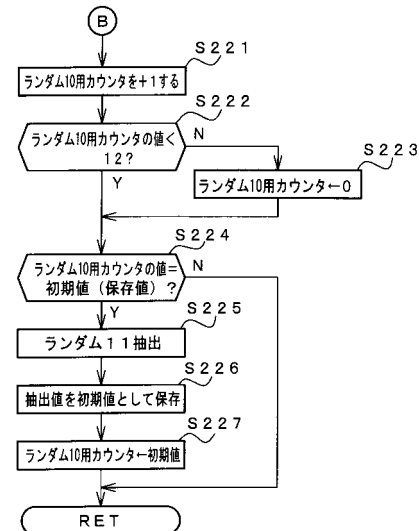 B
S221
ランダム10用カウンタを+1する
S222
ランダム10用カウンタの値<
12?
N
S223
ランダム10用カウンタ←0
Y
S224
ランダム10用カウンタの値=
初期値（保存値）？
N
Y
S225
ランダム11抽出
S226
抽出値を初期値として保存
S227
ランダム10用カウンタ←初期値
RET